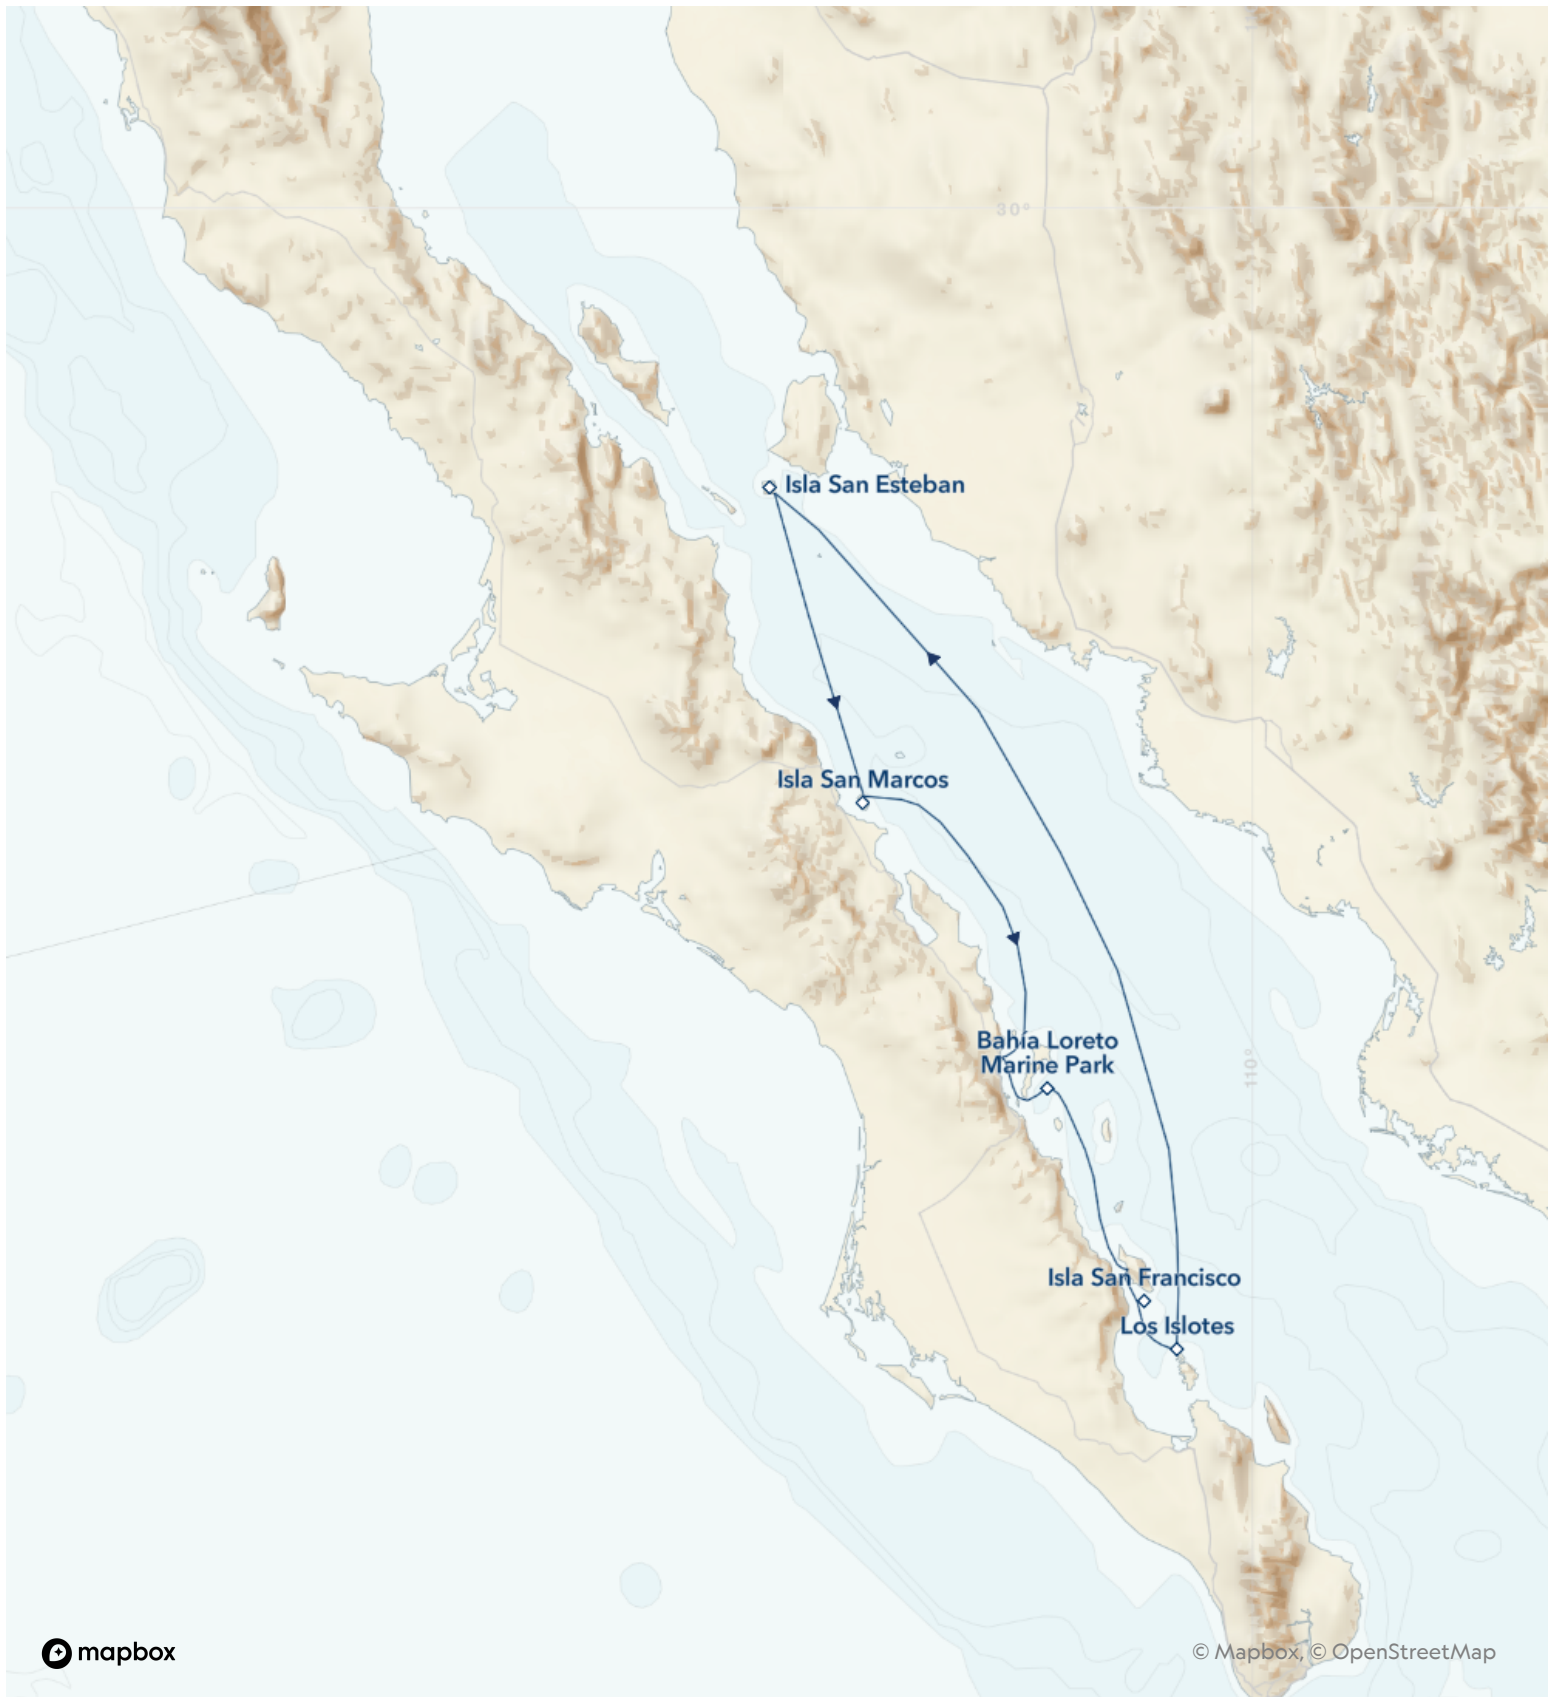 30°
Isla San Esteban
Isla San Marcos
Bahía Loreto
Marine Park
110°
Isla San Francisco
Los Islotes
mapbox
© Mapbox, © OpenStreetMap